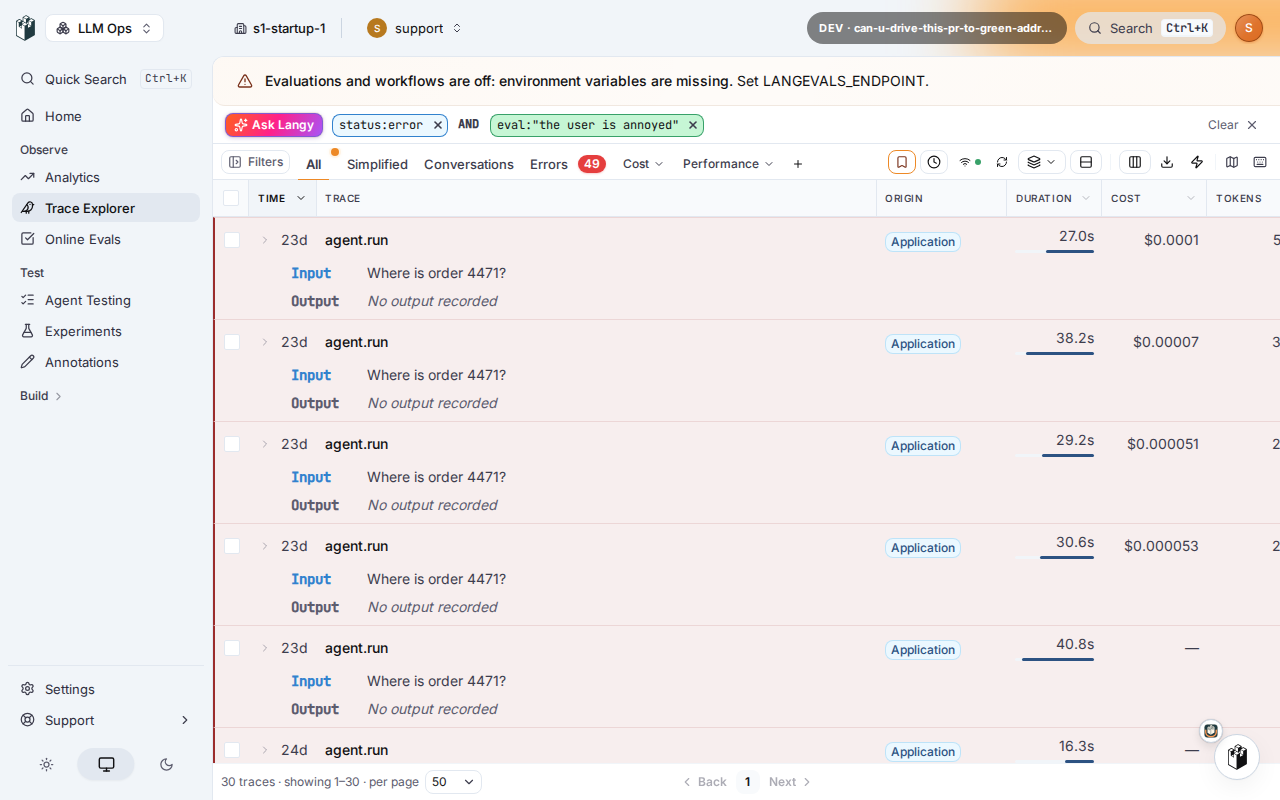 LLM Ops
s1-startup-1
S support
DEV · can-u-drive-this-pr-to-green-addr...
Search Ctrl+K
S
Quick Search Ctrl+K
Home
Observe
Analytics
Trace Explorer
Online Evals
Test
Agent Testing
Experiments
Annotations
Build
Settings
Support
Evaluations and workflows are off: environment variables are missing. Set LANGEVALS_ENDPOINT.
Ask Langy status:error AND eval:"the user is annoyed" Clear
Filters All Simplified Conversations Errors 49 Cost Performance
TIME TRACE ORIGIN DURATION COST TOKENS
23d agent.run Application 27.0s $0.0001 5
Input Where is order 4471?
Output No output recorded
23d agent.run Application 38.2s $0.00007 3
Input Where is order 4471?
Output No output recorded
23d agent.run Application 29.2s $0.000051 2
Input Where is order 4471?
Output No output recorded
23d agent.run Application 30.6s $0.000053 2
Input Where is order 4471?
Output No output recorded
23d agent.run Application 40.8s —
Input Where is order 4471?
Output No output recorded
24d agent.run Application 16.3s —
30 traces · showing 1–30 · per page 50 Back 1 Next